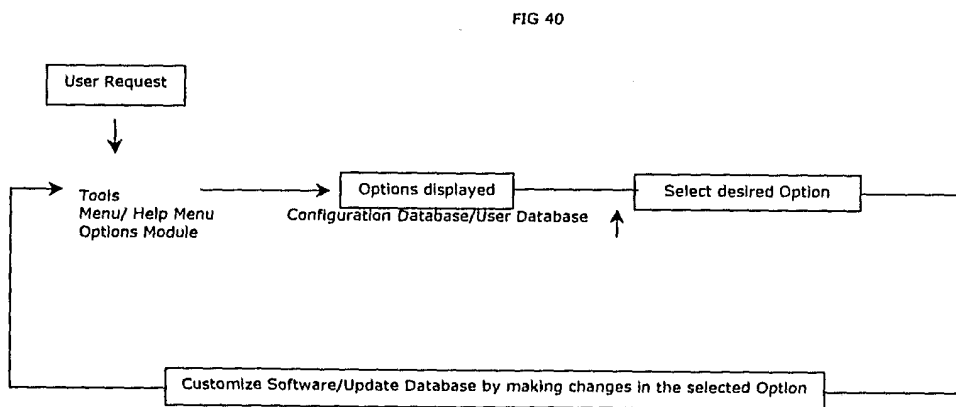 FIG 40
User Request
Tools
Menu/ Help Menu
Options Module
Options displayed
Configuration Database/User Database
Select desired Option
Customize Software/Update Database by making changes in the selected Option